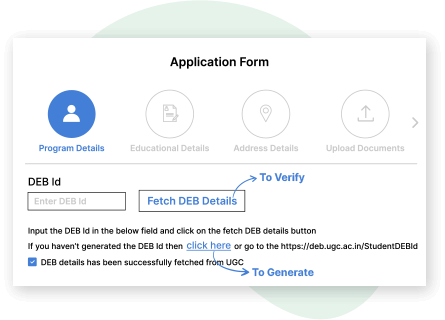 Application Form
Program Details
Educational Details
Address Details
Upload Documents
DEB Id
To Verify
Enter DEB Id
Fetch DEB Details
Input the DEB Id in the below field and click on the fetch DEB details button
If you haven't generated the DEB Id then click here or go to the https://deb.ugc.ac.in/StudentDEBId
DEB details has been successfully fetched from UGC
To Generate